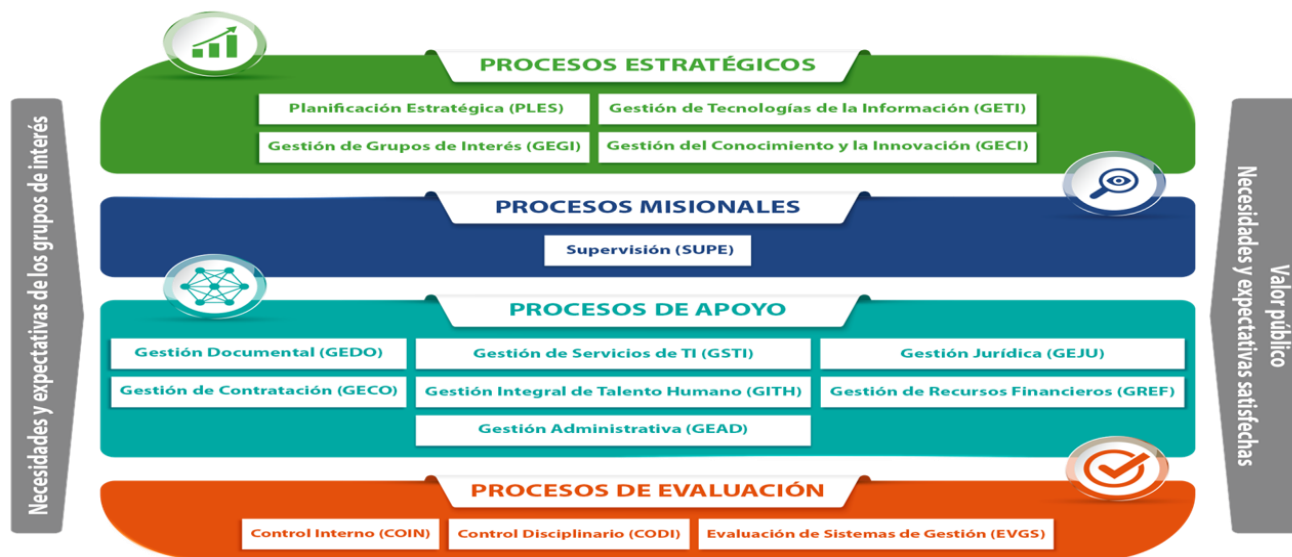 Necesidades y expectativas de los grupos de interés
PROCESOS ESTRATÉGICOS
Planificación Estratégica (PLES)
Gestión de Tecnologías de la Información (GETI)
Gestión de Grupos de Interés (GEGI)
Gestión del Conocimiento y la Innovación (GECI)
PROCESOS MISIONALES
Supervisión (SUPE)
PROCESOS DE APOYO
Gestión Documental (GEDO)
Gestión de Servicios de TI (GSTI)
Gestión Jurídica (GEJU)
Gestión de Contratación (GECO)
Gestión Integral de Talento Humano (GITH)
Gestión de Recursos Financieros (GREF)
Gestión Administrativa (GEAD)
PROCESOS DE EVALUACIÓN
Control Interno (COIN)
Control Disciplinario (CODI)
Evaluación de Sistemas de Gestión (EVGS)
Valor público
Necesidades y expectativas satisfechas